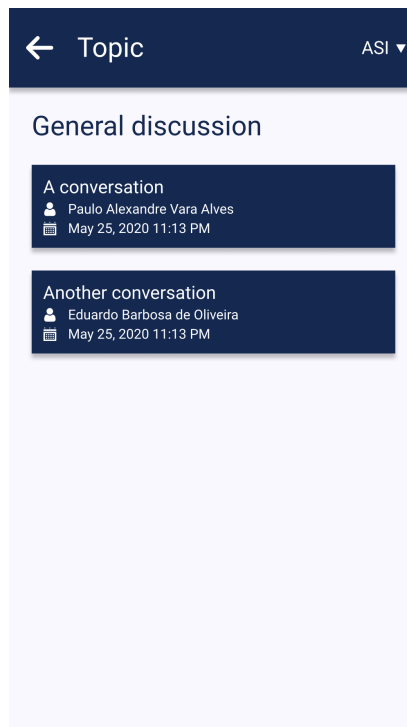 Topic
ASI ▼
General discussion
A conversation
Paulo Alexandre Vara Alves
May 25, 2020 11:13 PM
Another conversation
Eduardo Barbosa de Oliveira
May 25, 2020 11:13 PM